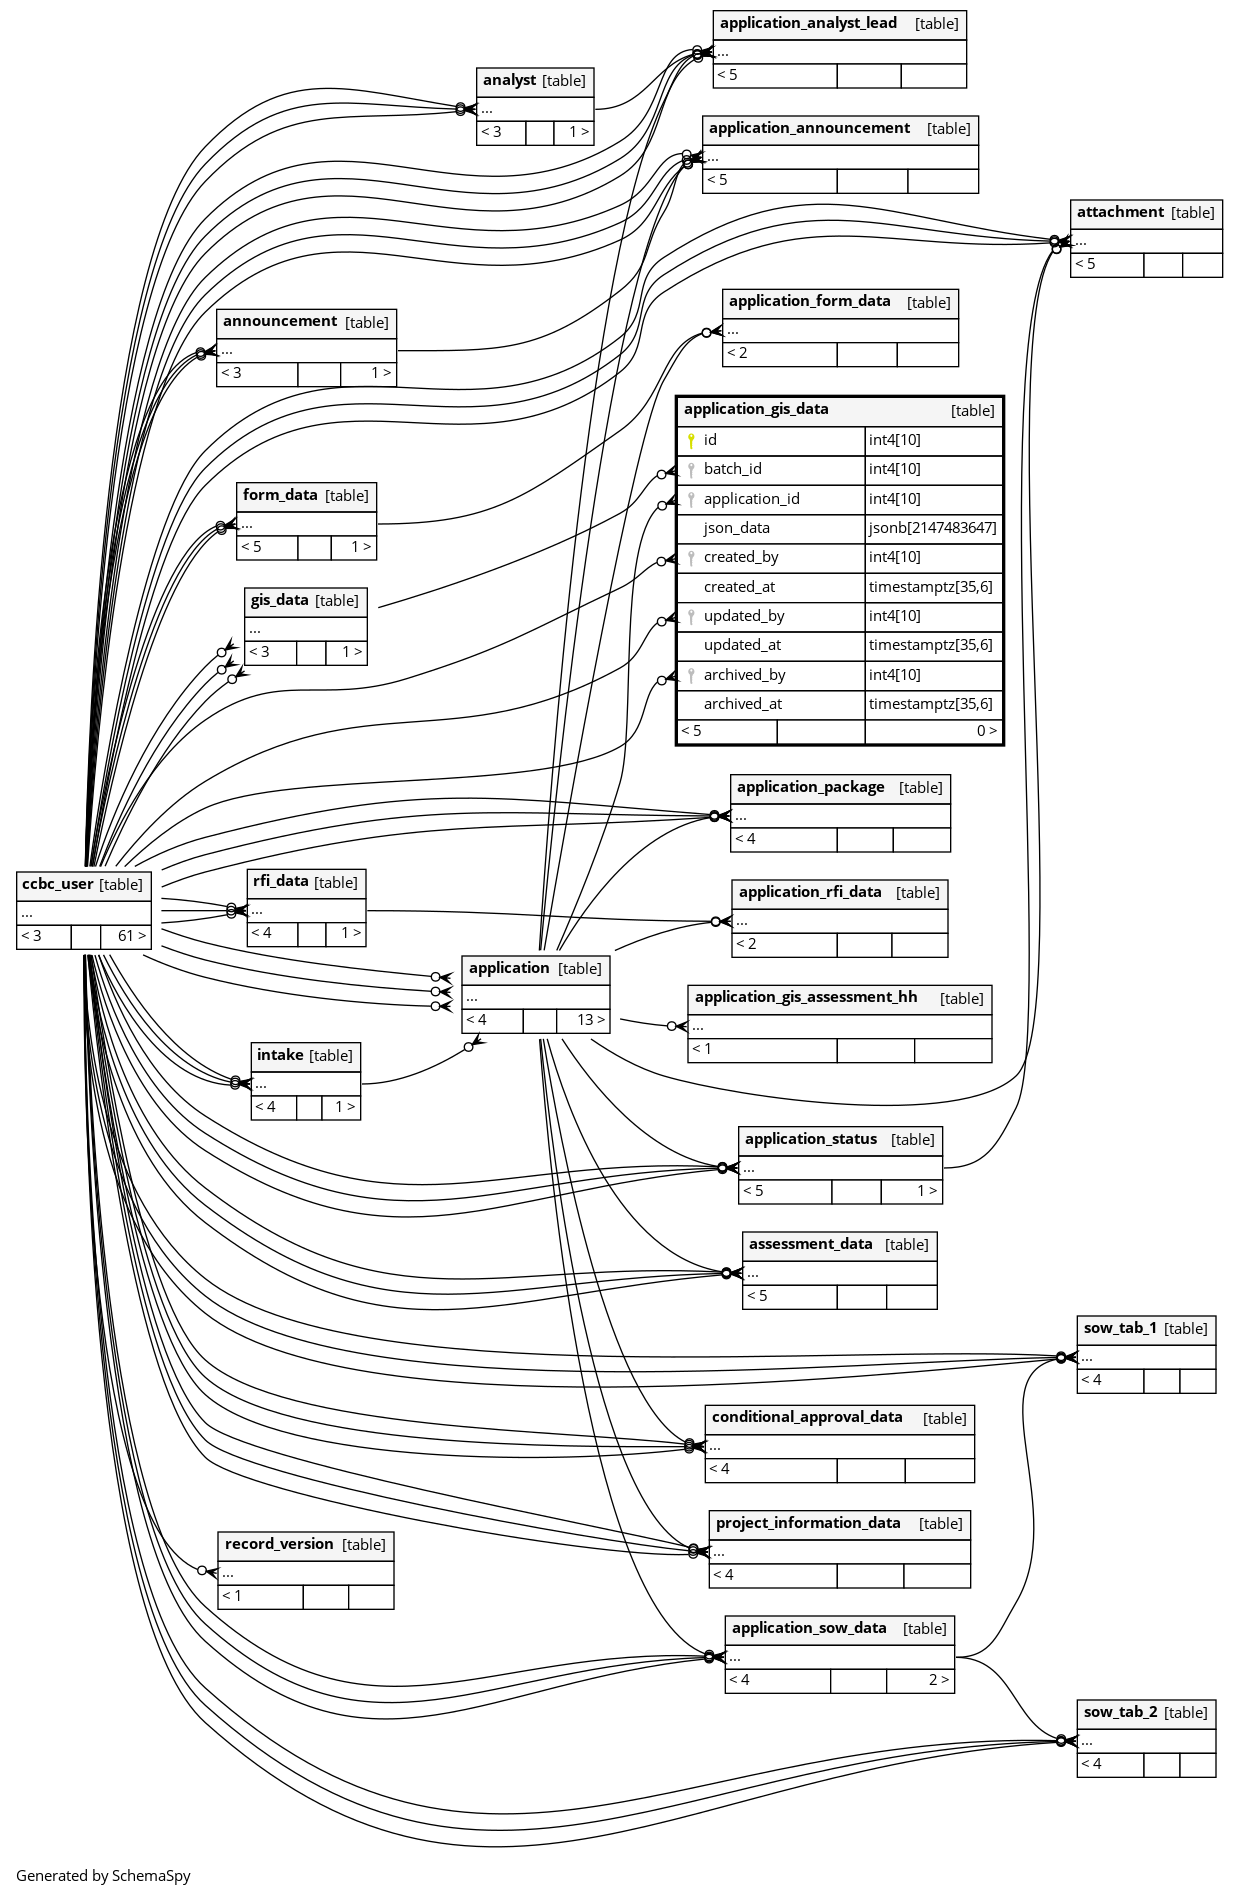 application_analyst_lead [table]
...
< 5
analyst [table]
...
< 3 1 >
application_announcement [table]
...
< 5
attachment [table]
...
< 5
application_form_data [table]
...
< 2
announcement [table]
...
< 3 1 >
application_gis_data [table]
id int4[10]
batch_id int4[10]
application_id int4[10]
json_data jsonb[2147483647]
created_by int4[10]
created_at timestamptz[35,6]
updated_by int4[10]
updated_at timestamptz[35,6]
archived_by int4[10]
archived_at timestamptz[35,6]
< 5 0 >
form_data [table]
...
< 5 1 >
gis_data [table]
...
< 3 1 >
application_package [table]
...
< 4
ccbc_user [table]
...
< 3 61 >
rfi_data [table]
...
< 4 1 >
application_rfi_data [table]
...
< 2
application [table]
...
< 4 13 >
application_gis_assessment_hh [table]
...
< 1
intake [table]
...
< 4 1 >
application_status [table]
...
< 5 1 >
assessment_data [table]
...
< 5
sow_tab_1 [table]
...
< 4
conditional_approval_data [table]
...
< 4
project_information_data [table]
...
< 4
record_version [table]
...
< 1
application_sow_data [table]
...
< 4 2 >
sow_tab_2 [table]
...
< 4
Generated by SchemaSpy